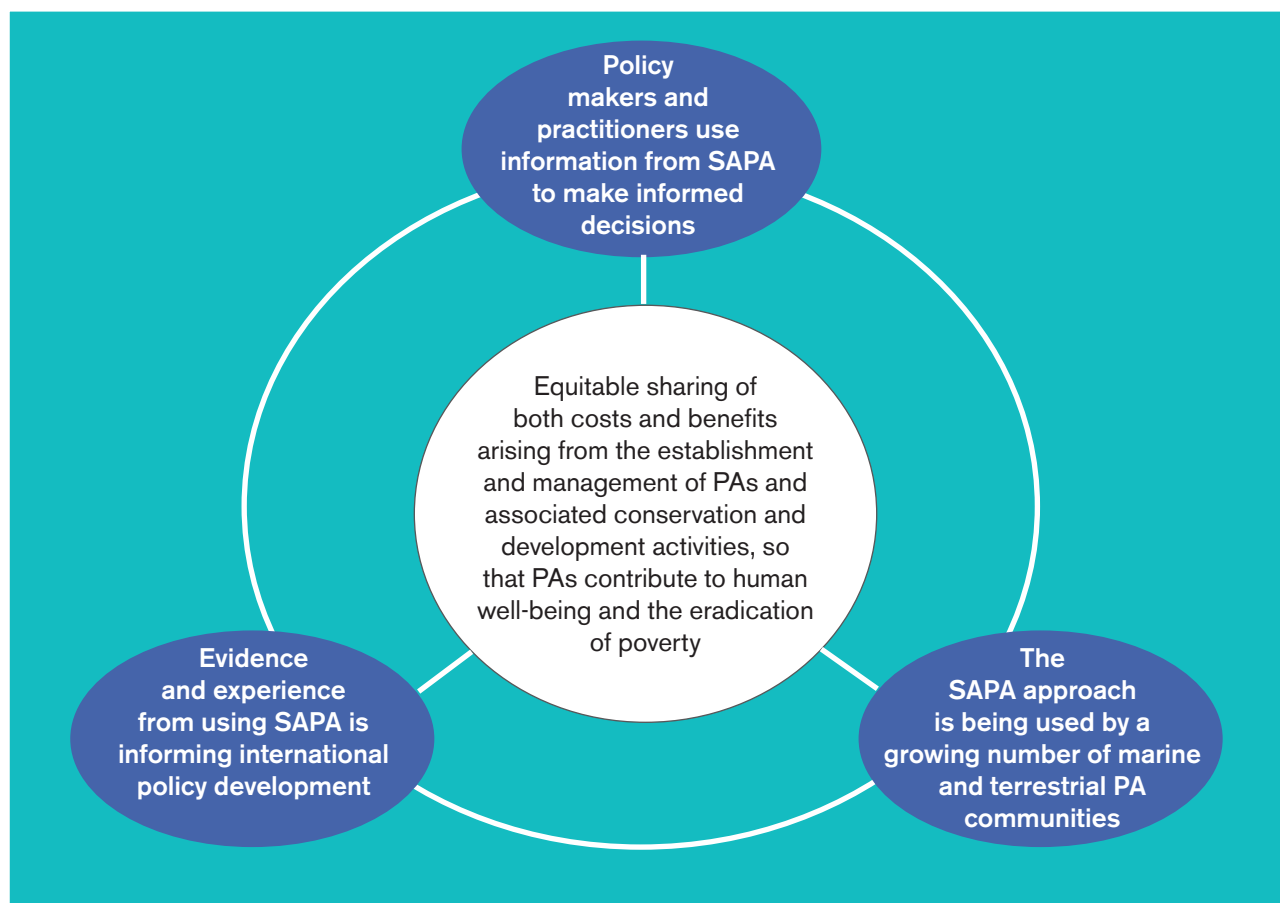 Policy
makers and
practitioners use
information from SAPA
to make informed
decisions
Equitable sharing of
both costs and benefits
arising from the establishment
and management of PAs and
associated conservation and
development activities, so
that PAs contribute to human
well-being and the eradication
of poverty
Evidence
and experience
from using SAPA is
informing international
policy development
The
SAPA approach
is being used by a
growing number of marine
and terrestrial PA
communities